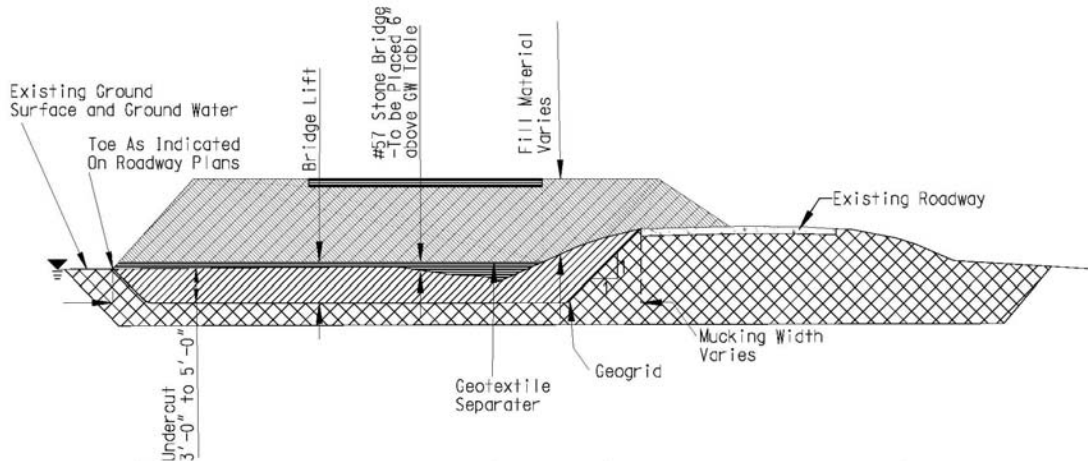 Existing Ground
Surface and Ground Water
Toe As Indicated
On Roadway Plans
Bridge Lift
#57 Stone Bridge
-To be Placed 6"
above GW Table
Fill Material
Varies
Existing Roadway
Mucking Width
Varies
Geogrid
Geotextile
Separater
Undercut
3'-0" to 5'-0"